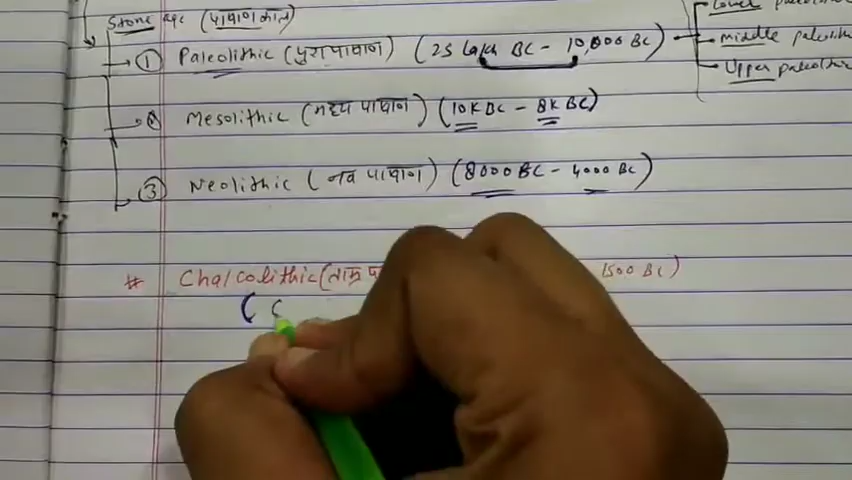 Stone age (पाषाण काल)
① Paleolithic (पुरापाषाण) (25 Lakh BC - 10,000 BC)
Lower
Middle paleolithic
Upper paleolithic
② Mesolithic (मध्य पाषाण) (10K BC - 8K BC)
③ Neolithic (नव पाषाण) (8000 BC - 4000 BC)
# Chalcolithic (ताम्र 1500 BC)
(